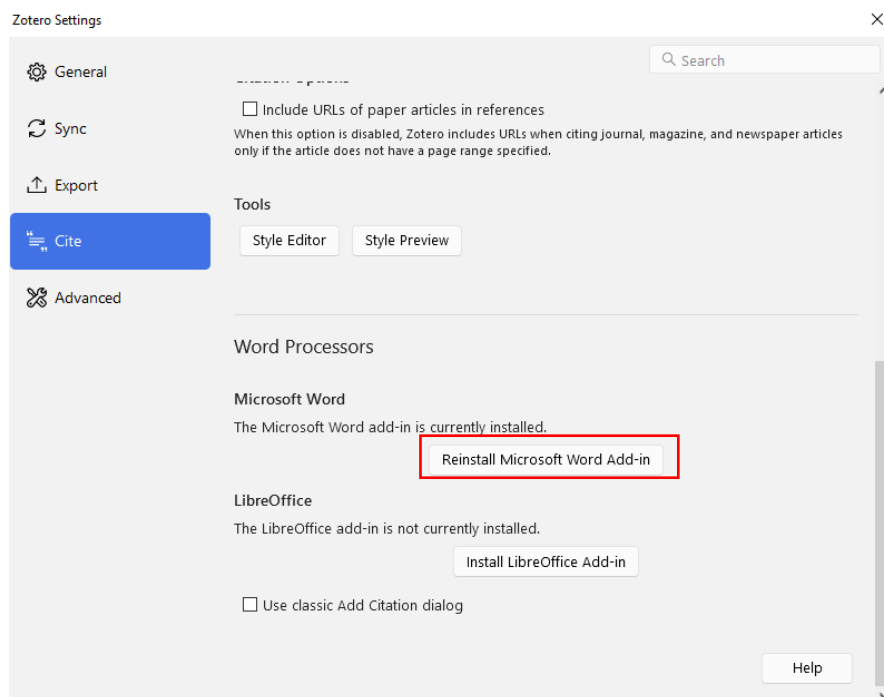 Zotero Settings
General
Sync
Export
Cite
Advanced
Search
Citation Options
Include URLs of paper articles in references
When this option is disabled, Zotero includes URLs when citing journal, magazine, and newspaper articles
only if the article does not have a page range specified.
Tools
Style Editor
Style Preview
Word Processors
Microsoft Word
The Microsoft Word add-in is currently installed.
Reinstall Microsoft Word Add-in
LibreOffice
The LibreOffice add-in is not currently installed.
Install LibreOffice Add-in
Use classic Add Citation dialog
Help